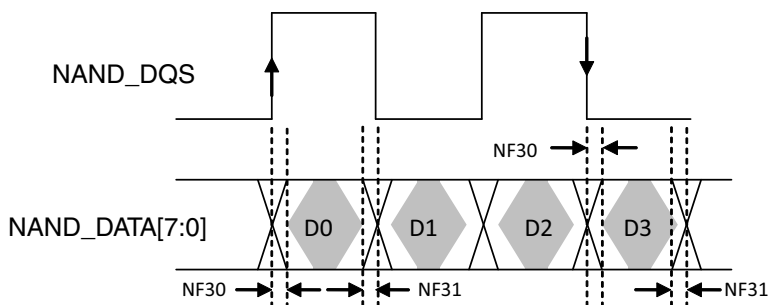 NAND_DQS
NF30
NAND_DATA[7:0]
D0
D1
D2
D3
NF30
NF31
NF31